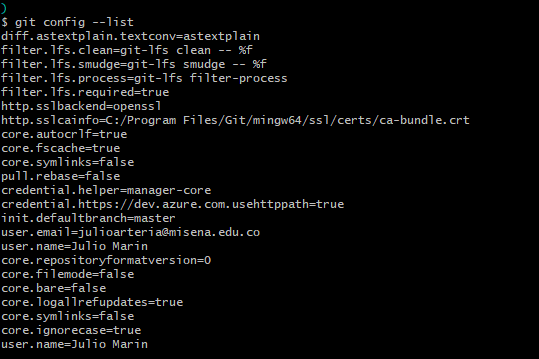 )
$ git config --list
diff.astextplain.textconv=astextplain
filter.lfs.clean=git-lfs clean -- %f
filter.lfs.smudge=git-lfs smudge -- %f
filter.lfs.process=git-lfs filter-process
filter.lfs.required=true
http.sslbackend=openssl
http.sslcainfo=C:/Program Files/Git/mingw64/ssl/certs/ca-bundle.crt
core.autocrlf=true
core.fscache=true
core.symlinks=false
pull.rebase=false
credential.helper=manager-core
credential.https://dev.azure.com.usehttppath=true
init.defaultbranch=master
user.email=julioarteria@misena.edu.co
user.name=Julio Marin
core.repositoryformatversion=0
core.filemode=false
core.bare=false
core.logallrefupdates=true
core.symlinks=false
core.ignorecase=true
user.name=Julio Marin